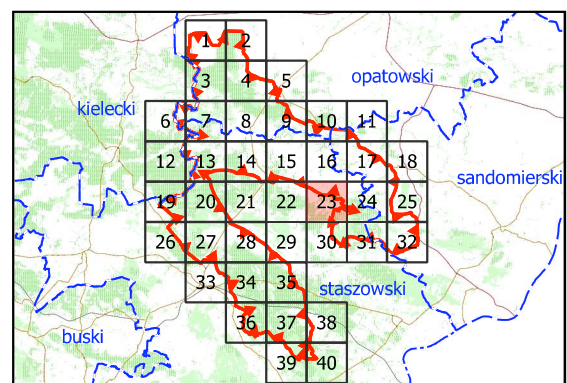 1 2
3 4 5
opatowski
kielecki
6 7 8 9 10 11
12 13 14 15 16 17 18
sandomierski
19 20 21 22 23 24 25
26 27 28 29 30 31 32
33 34 35
staszowski
36 37 38
buski
39 40